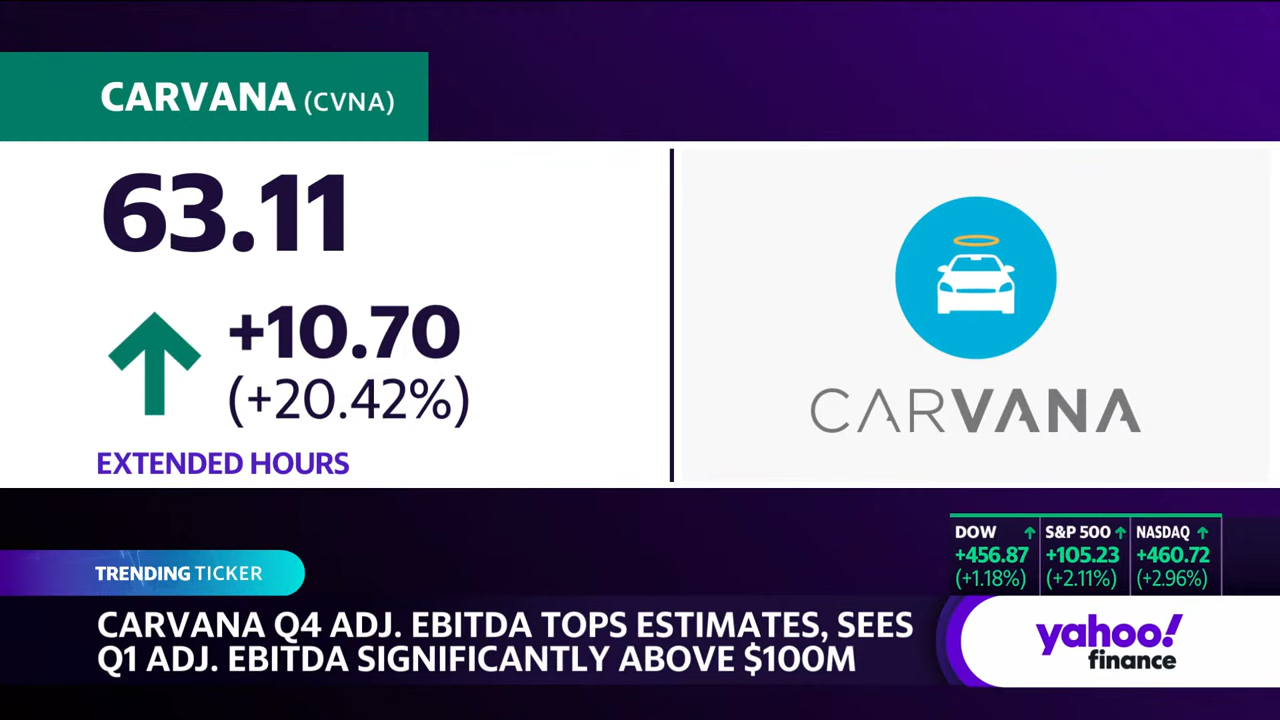 CARVANA (CVNA)
63.11
+10.70
(+20.42%)
EXTENDED HOURS
CARVANA
DOW
+456.87
(+1.18%)
S&P 500
+105.23
(+2.11%)
NASDAQ
+460.72
(+2.96%)
TRENDING TICKER
CARVANA Q4 ADJ. EBITDA TOPS ESTIMATES, SEES
Q1 ADJ. EBITDA SIGNIFICANTLY ABOVE $100M
yahoo!
finance